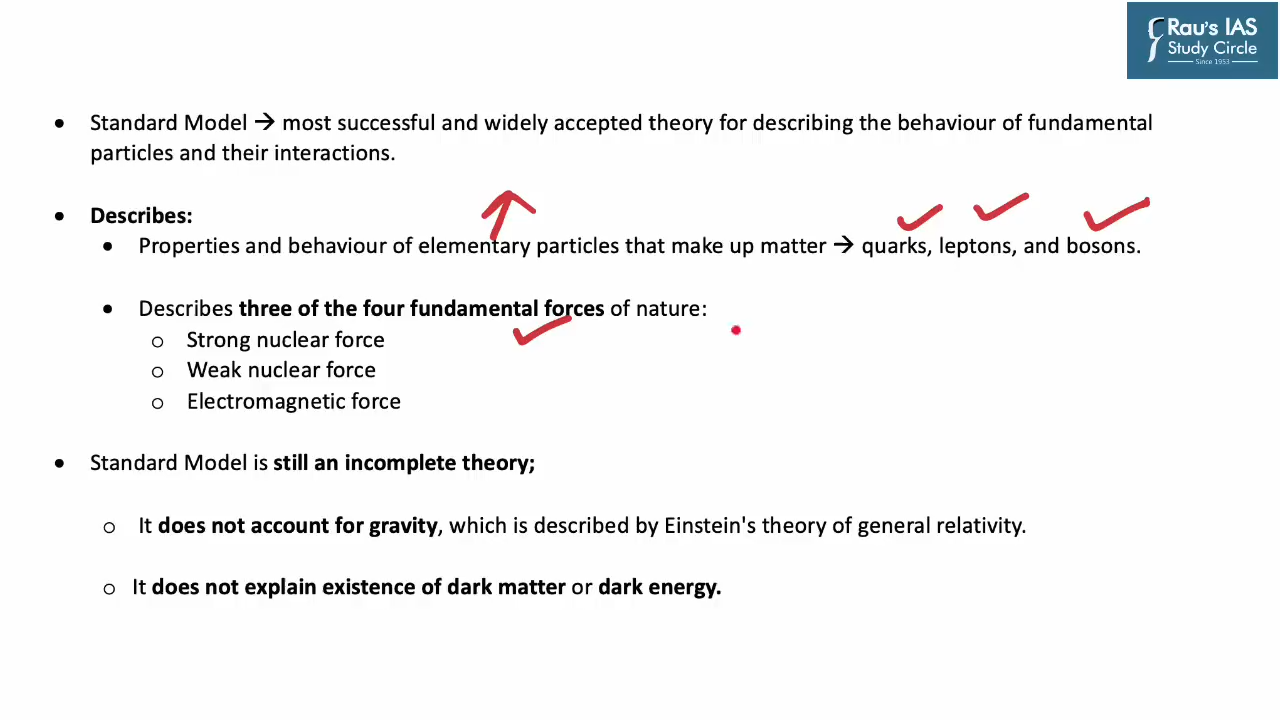 Rau's IAS
Study Circle
Since 1953
• Standard Model → most successful and widely accepted theory for describing the behaviour of fundamental
particles and their interactions.
• Describes:
• Properties and behaviour of elementary particles that make up matter → quarks, leptons, and bosons.
• Describes three of the four fundamental forces of nature:
o Strong nuclear force
o Weak nuclear force
o Electromagnetic force
• Standard Model is still an incomplete theory;
o It does not account for gravity, which is described by Einstein's theory of general relativity.
o It does not explain existence of dark matter or dark energy.